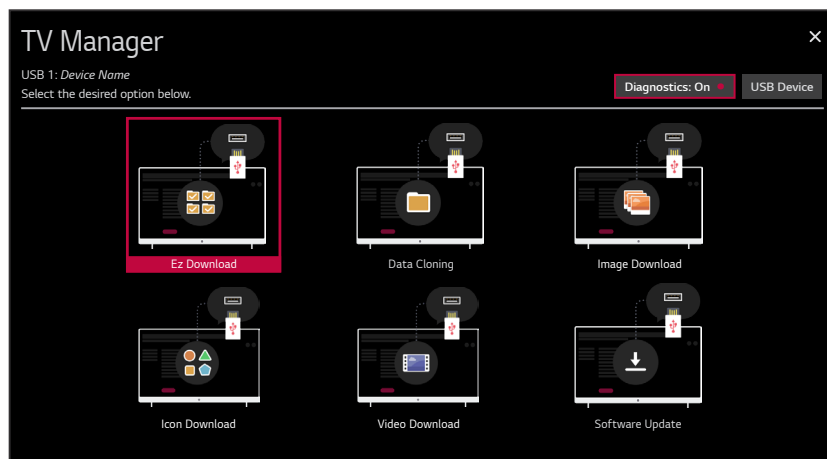 TV Manager
USB 1: Device Name
Select the desired option below.
Diagnostics: On
USB Device
Ez Download
Data Cloning
Image Download
Icon Download
Video Download
Software Update